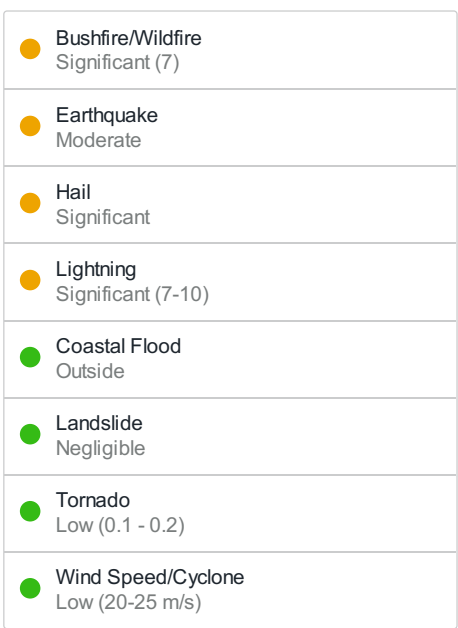 Bushfire/Wildfire
Significant (7)
Earthquake
Moderate
Hail
Significant
Lightning
Significant (7-10)
Coastal Flood
Outside
Landslide
Negligible
Tornado
Low (0.1 - 0.2)
Wind Speed/Cyclone
Low (20-25 m/s)